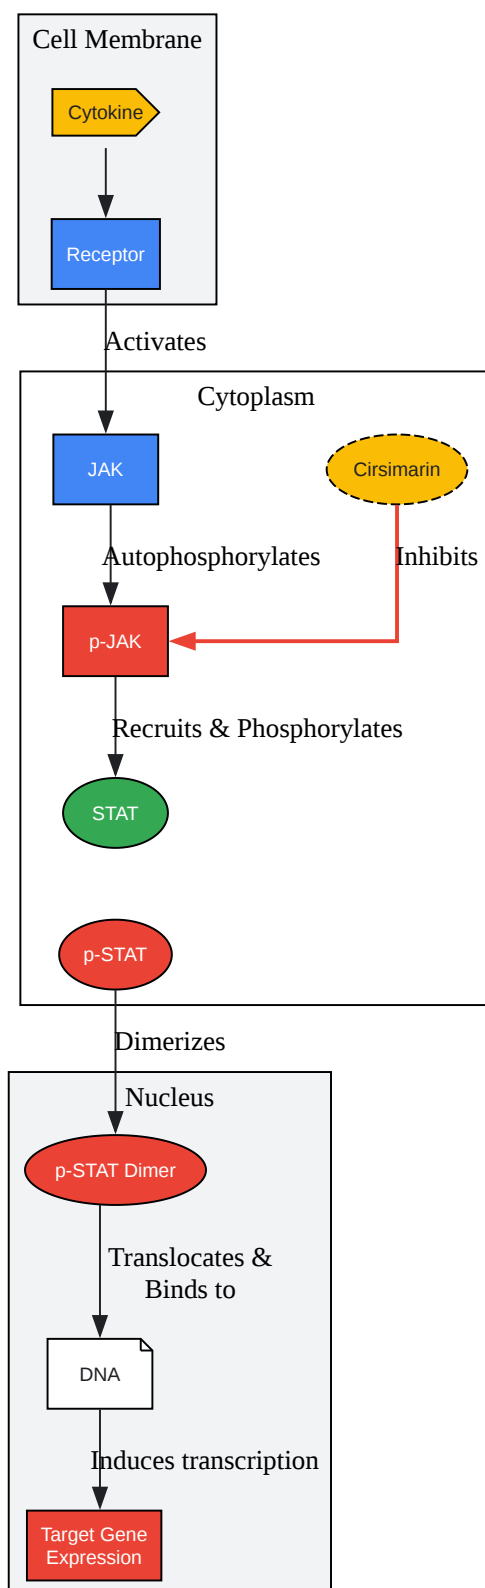 Cell Membrane
Cytokine
Receptor
Activates
Cytoplasm
JAK
Cirsimarin
Autophosphorylates
Inhibits
p-JAK
Recruits & Phosphorylates
STAT
p-STAT
Dimerizes
Nucleus
p-STAT Dimer
Translocates &
Binds to
DNA
Induces transcription
Target Gene
Expression